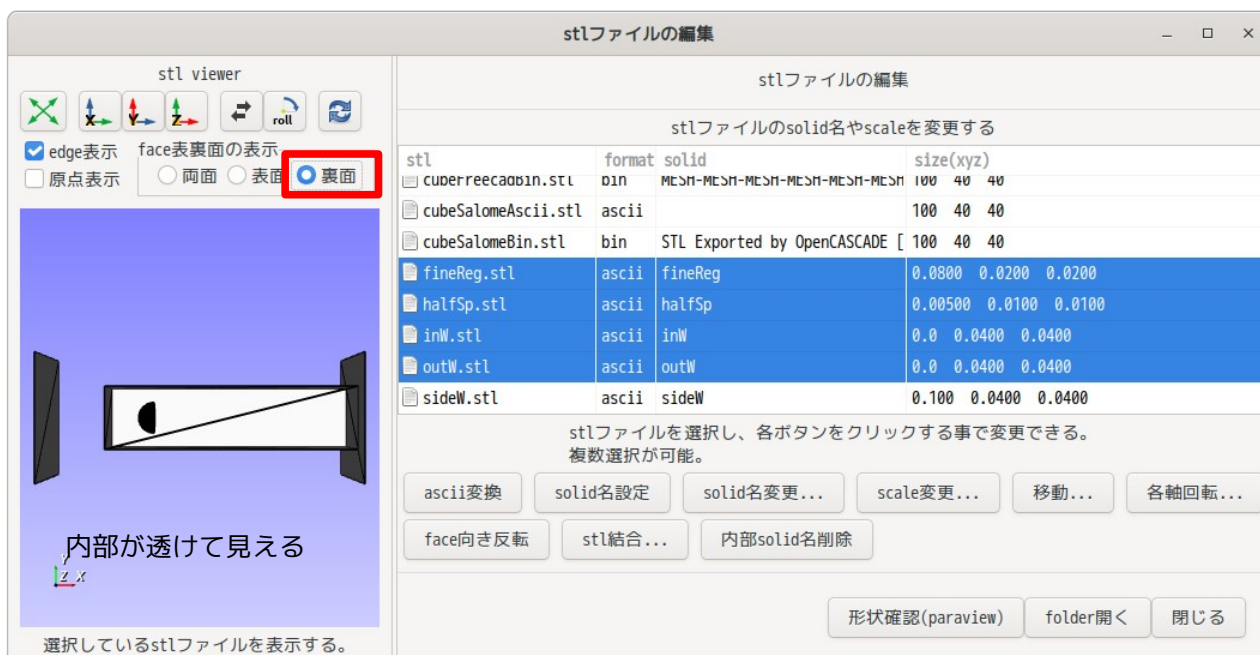 stlファイルの編集
stl viewer
stlファイルの編集
X Y Z roll
edge表示 face表裏面の表示
原点表示 両面 表面 裏面
stlファイルのsolid名やscaleを変更する
stl format solid size(xyz)
cubeFreecadBin.stl bin MESH-MESH-MESH-MESH-MESH-MESH 100 40 40
cubeSalomeAscii.stl ascii 100 40 40
cubeSalomeBin.stl bin STL Exported by OpenCASCADE [ 100 40 40
fineReg.stl ascii fineReg 0.0800 0.0200 0.0200
halfSp.stl ascii halfSp 0.00500 0.0100 0.0100
inW.stl ascii inW 0.0 0.0400 0.0400
outW.stl ascii outW 0.0 0.0400 0.0400
sideW.stl ascii sideW 0.100 0.0400 0.0400
stlファイルを選択し、各ボタンをクリックする事で変更できる。
複数選択が可能。
ascii変換 solid名設定 solid名変更... scale変更... 移動... 各軸回転...
face向き反転 stl結合... 内部solid名削除
内部が透けて見える
y
z x
形状確認(paraview) folder開く 閉じる
選択しているstlファイルを表示する。